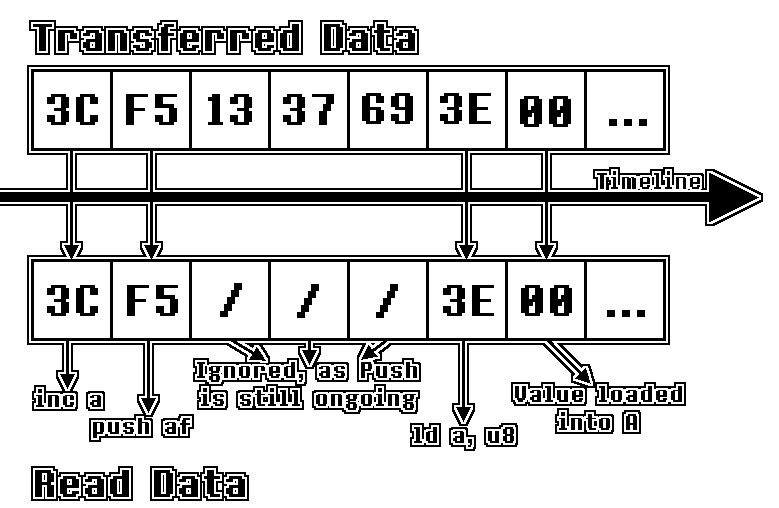 Transferred Data
3C F5 13 37 69 3E 00 ...
Timeline
3C F5 / / / 3E 00 ...
Ignored, as Push
is still ongoing
inc a
push af
ld a, u8
Value loaded
into A
Read Data